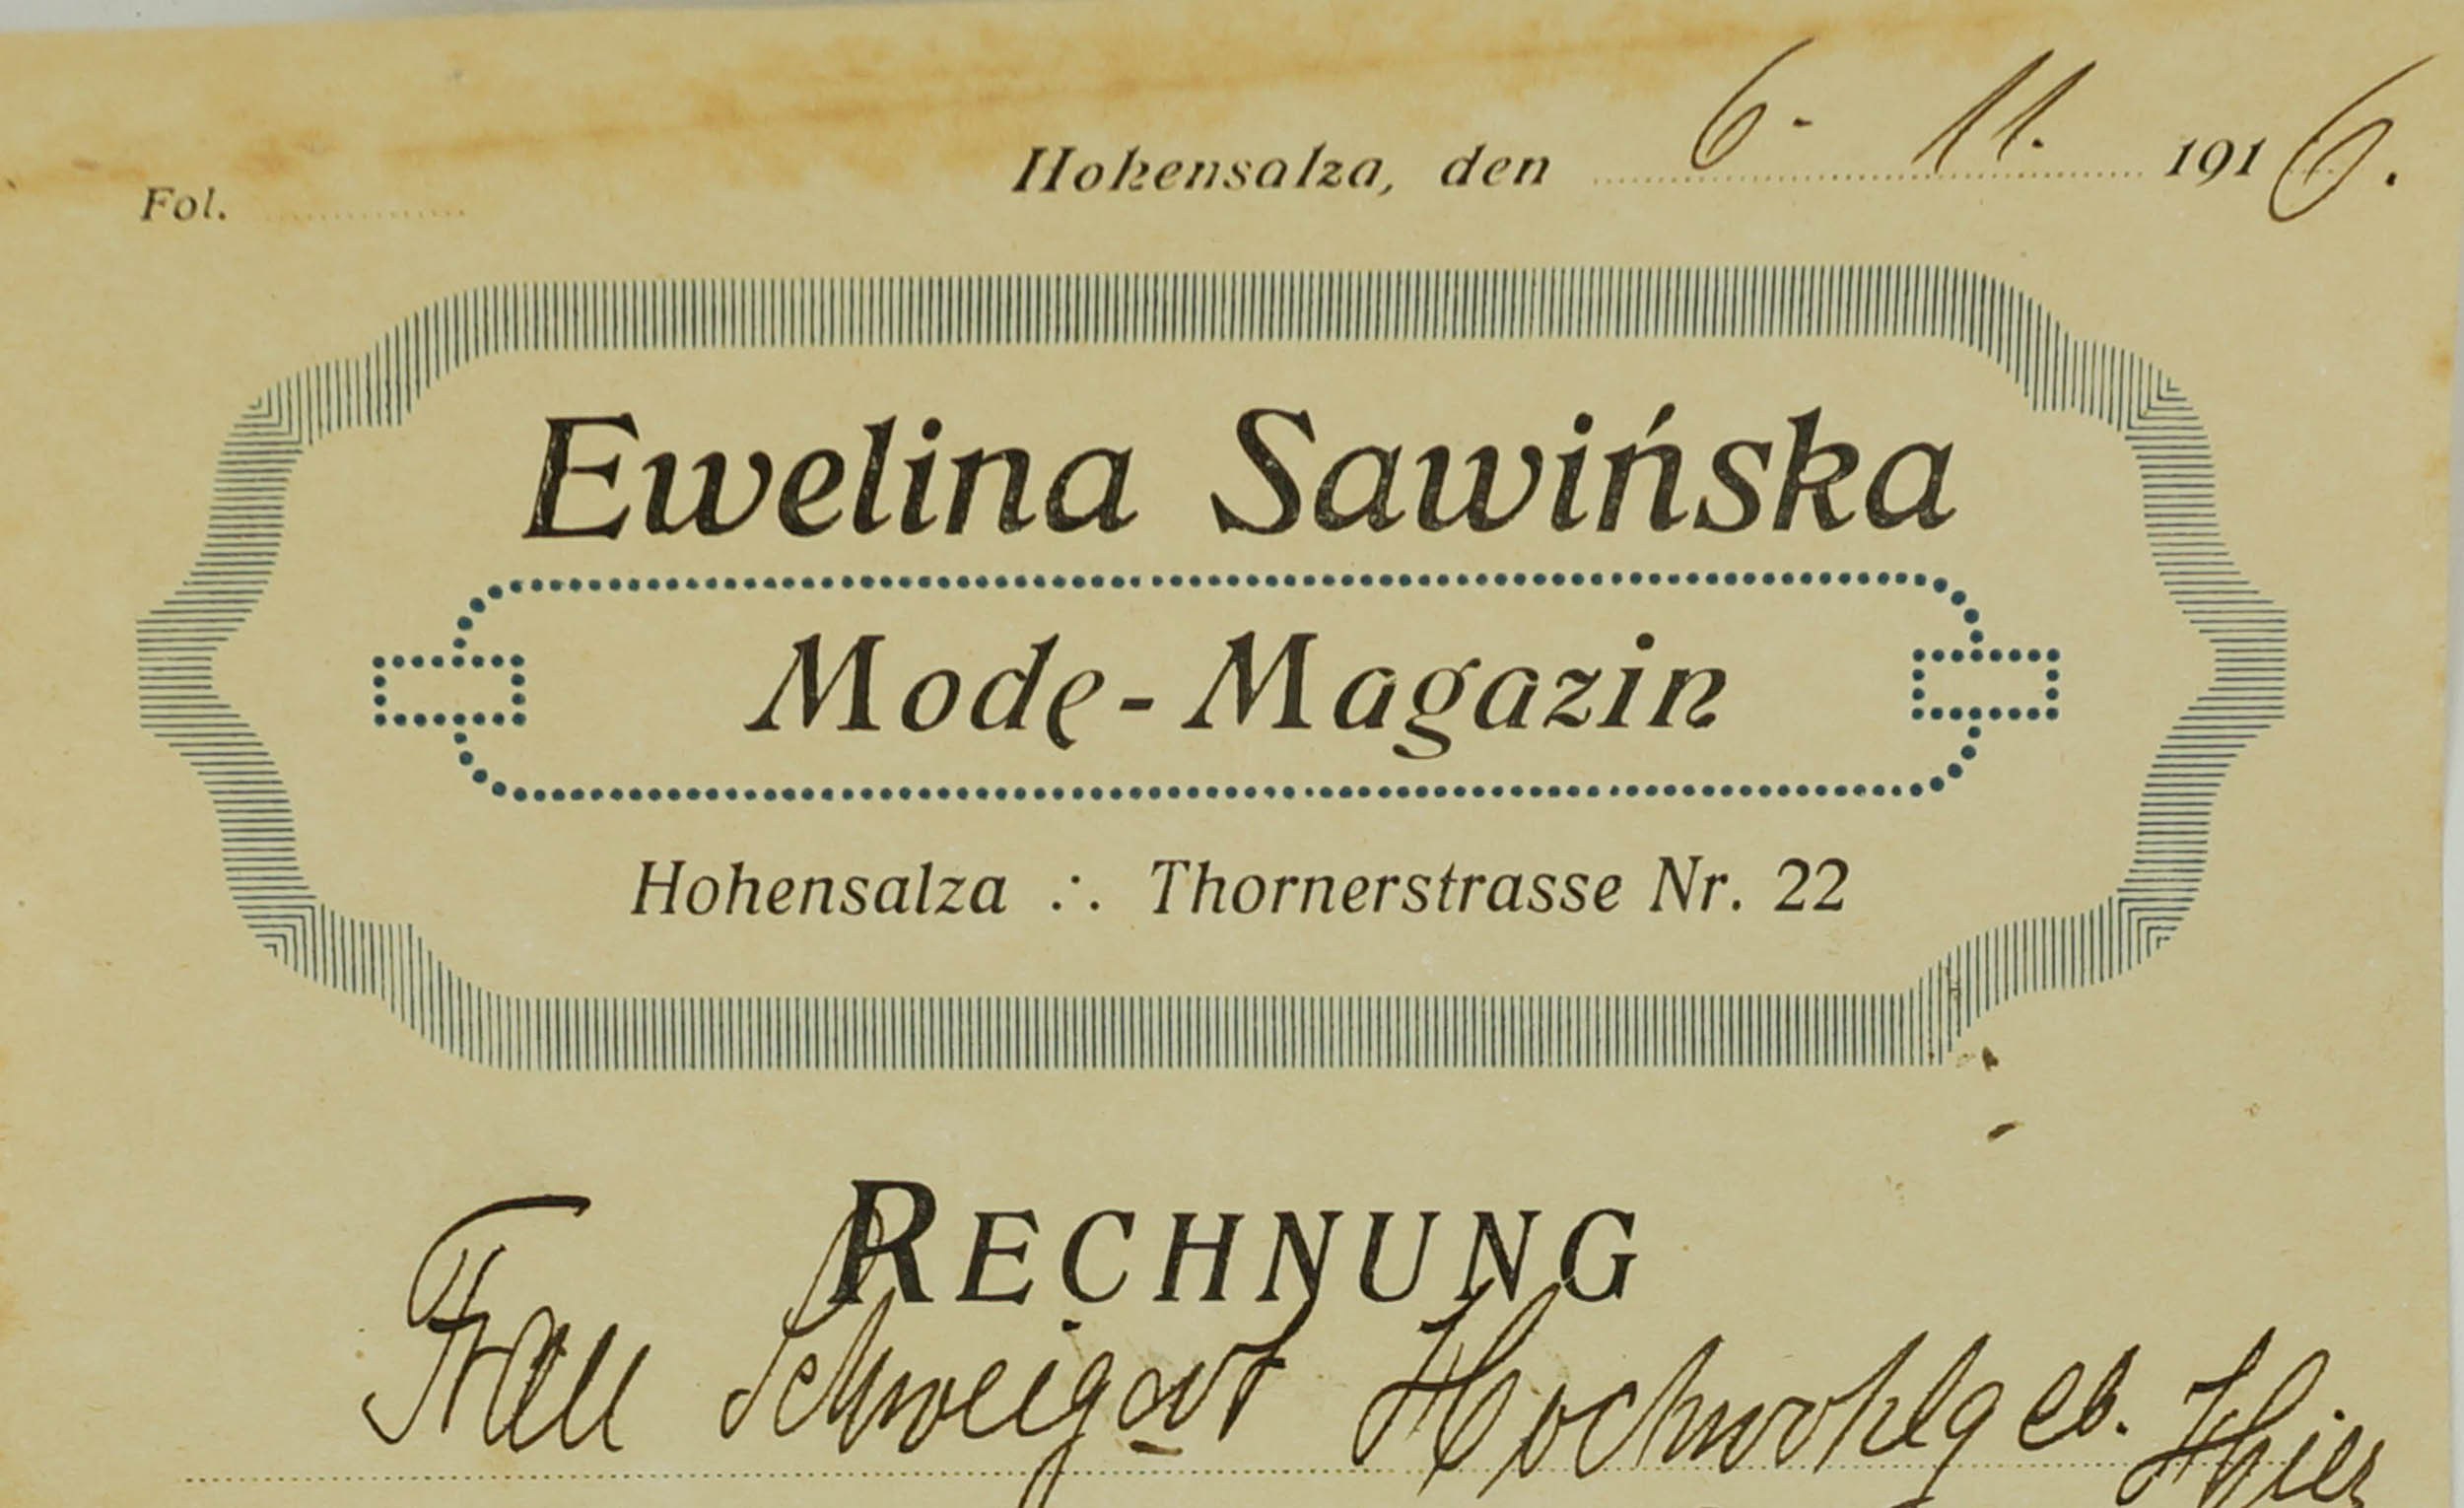 Hohensalza, den 6. 11. 1916.
Fol.
Ewelina Sawińska
Mode-Magazin
Hohensalza ∴ Thornerstrasse Nr. 22
RECHNUNG
Frau Schweigart Hochwohlgeb. Hier